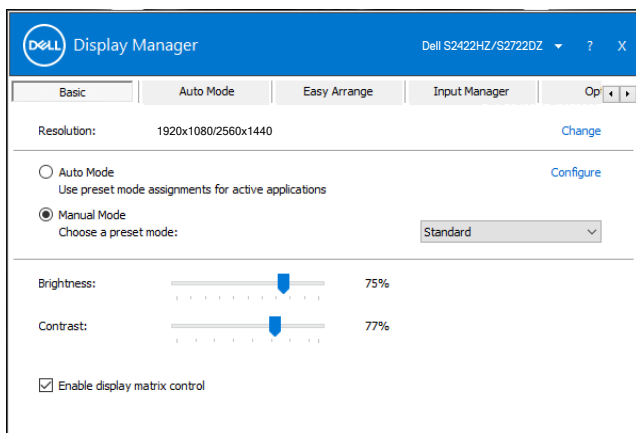 DELL Display Manager Dell S2422HZ/S2722DZ ? X
Basic Auto Mode Easy Arrange Input Manager Op
Resolution: 1920x1080/2560x1440 Change
Auto Mode Configure
Use preset mode assignments for active applications
Manual Mode
Choose a preset mode: Standard
Brightness: 75%
Contrast: 77%
Enable display matrix control